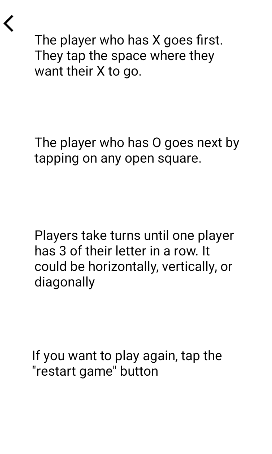 The player who has X goes first.
They tap the space where they
want their X to go.
The player who has O goes next by
tapping on any open square.
Players take turns until one player
has 3 of their letter in a row. It
could be horizontally, vertically, or
diagonally
If you want to play again, tap the
"restart game" button